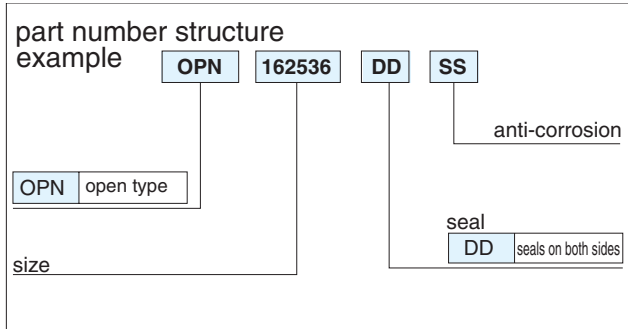 part number structure
example OPN 162536 DD SS
anti-corrosion
OPN open type
seal
DD seals on both sides
size